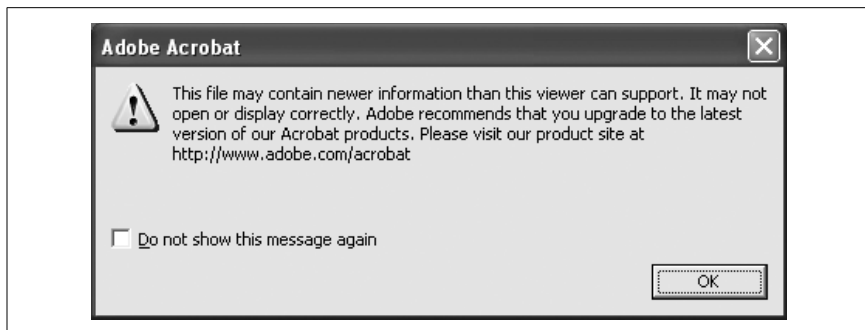 Adobe Acrobat
This file may contain newer information than this viewer can support. It may not
open or display correctly. Adobe recommends that you upgrade to the latest
version of our Acrobat products. Please visit our product site at
http://www.adobe.com/acrobat
Do not show this message again
OK